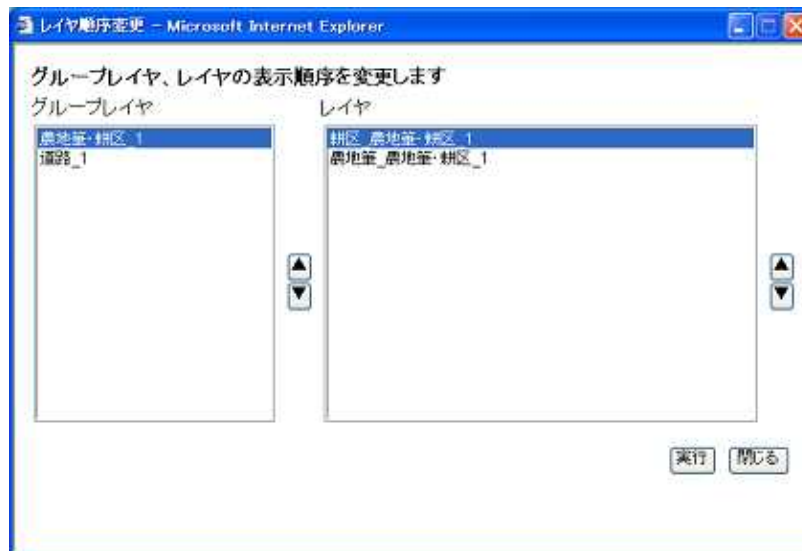 レイヤ順序変更 - Microsoft Internet Explorer
グループレイヤ、レイヤの表示順序を変更します
グループレイヤ
レイヤ
農地筆・耕区_1
道路_1
耕区_農地筆・耕区_1
農地筆_農地筆・耕区_1
▲
▼
▲
▼
実行
閉じる